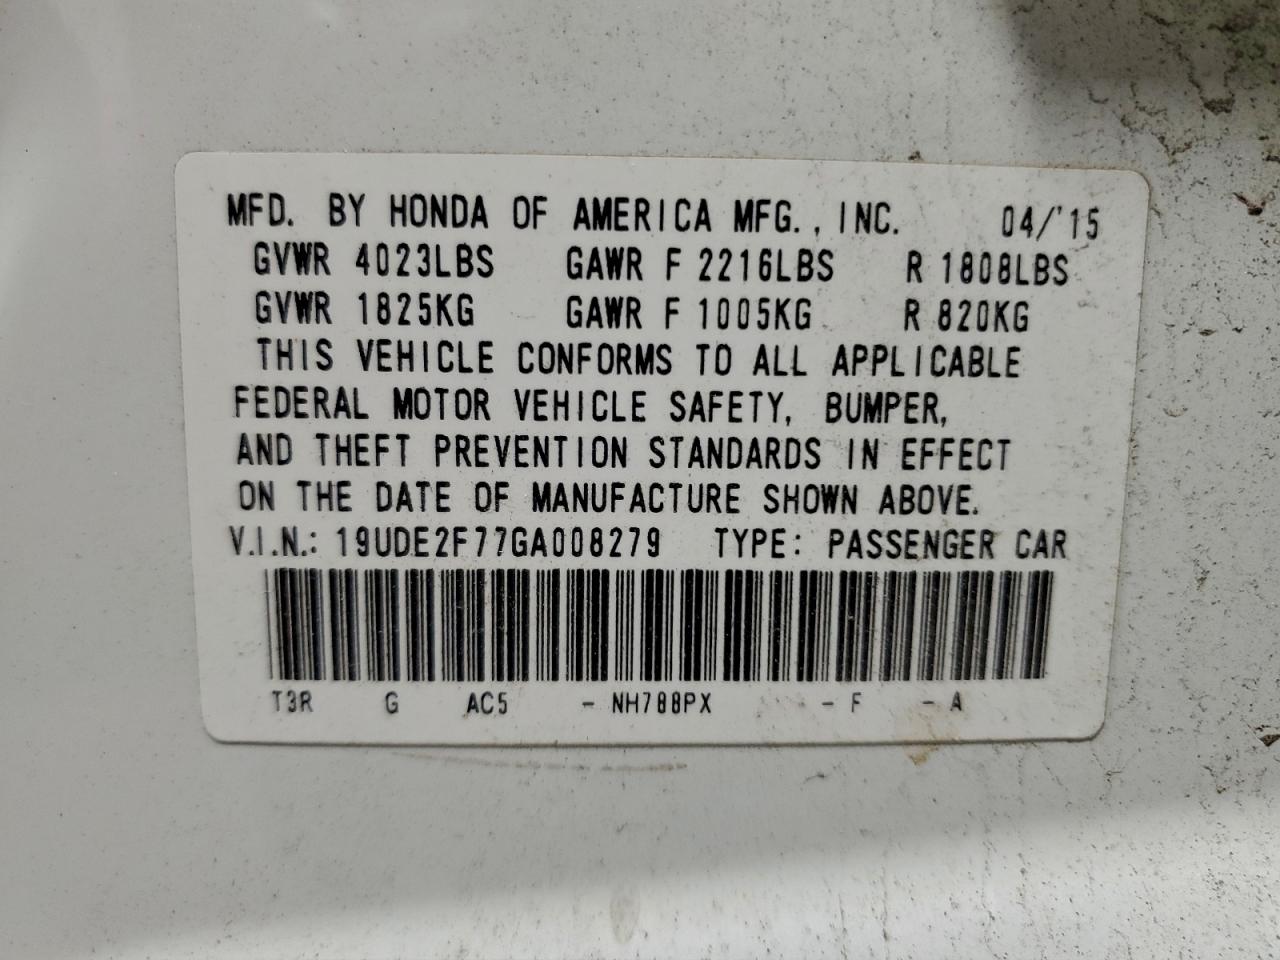 MFD. BY HONDA OF AMERICA MFG., INC. 04/'15
GVWR 4023LBS GAWR F 2216LBS R 1808LBS
GVWR 1825KG GAWR F 1005KG R 820KG
THIS VEHICLE CONFORMS TO ALL APPLICABLE
FEDERAL MOTOR VEHICLE SAFETY, BUMPER,
AND THEFT PREVENTION STANDARDS IN EFFECT
ON THE DATE OF MANUFACTURE SHOWN ABOVE.
V.I.N.: 19UDE2F77GA008279 TYPE: PASSENGER CAR
T3R G AC5 - NH788PX - F - A